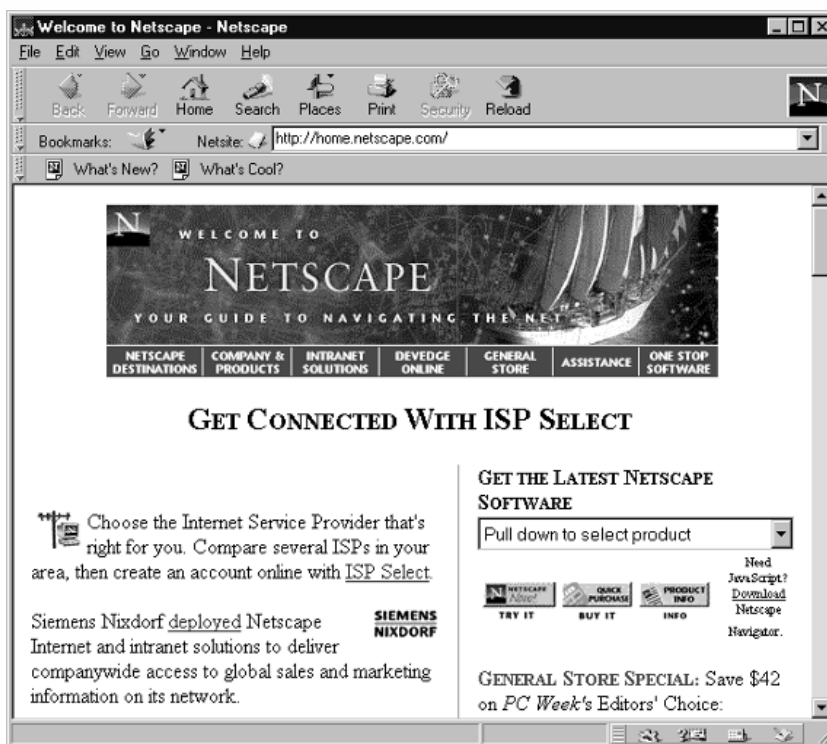 Welcome to Netscape - Netscape
File Edit View Go Window Help
Back Forward Home Search Places Print Security Reload
N
Bookmarks: Netsite: http://home.netscape.com/
What's New? What's Cool?
N
WELCOME TO
NETSCAPE
YOUR GUIDE TO NAVIGATING THE NET
NETSCAPE DESTINATIONS
COMPANY & PRODUCTS
INTRANET SOLUTIONS
DEVEDGE ONLINE
GENERAL STORE
ASSISTANCE
ONE STOP SOFTWARE
GET CONNECTED WITH ISP SELECT
Choose the Internet Service Provider that's
right for you. Compare several ISPs in your
area, then create an account online with ISP Select.
Siemens Nixdorf deployed Netscape
Internet and intranet solutions to deliver
companywide access to global sales and marketing
information on its network.
SIEMENS
NIXDORF
GET THE LATEST NETSCAPE
SOFTWARE
Pull down to select product
N NETSCAPE
Now!
TRY IT
QUICK
PURCHASE
BUY IT
PRODUCT
INFO
INFO
Need
JavaScript?
Download
Netscape
Navigator.
GENERAL STORE SPECIAL: Save $42
on PC Week's Editors' Choice: